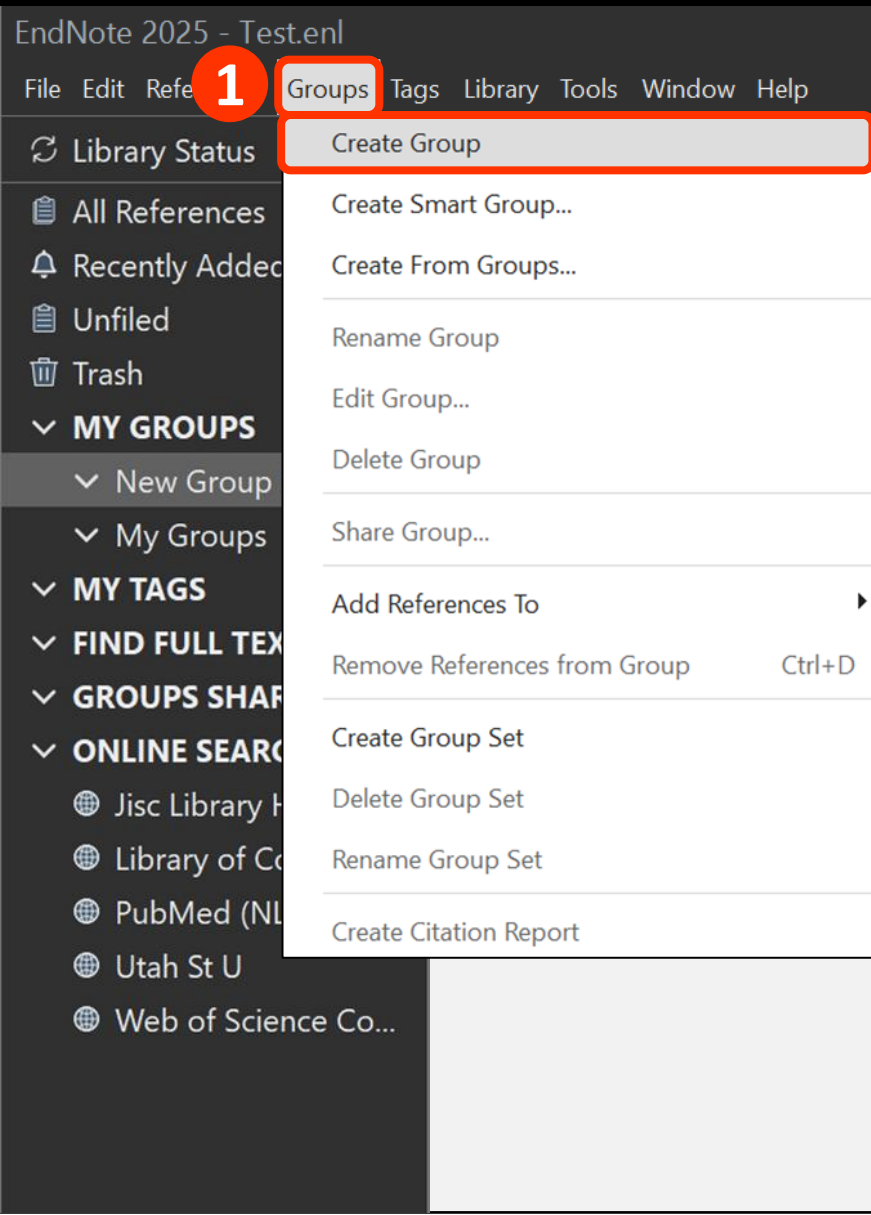 EndNote 2025 - Test.enl
File Edit Refe 1 Groups Tags Library Tools Window Help
Library Status
All References
Recently Added
Unfiled
Trash
MY GROUPS
New Group
My Groups
MY TAGS
FIND FULL TEX
GROUPS SHAR
ONLINE SEARC
Jisc Library H
Library of Co
PubMed (NL
Utah St U
Web of Science Co...
Create Group
Create Smart Group...
Create From Groups...
Rename Group
Edit Group...
Delete Group
Share Group...
Add References To
Remove References from Group Ctrl+D
Create Group Set
Delete Group Set
Rename Group Set
Create Citation Report